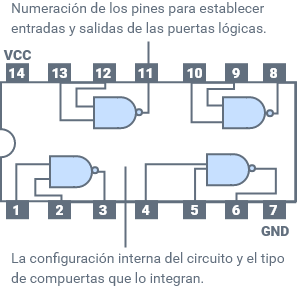 Numeración de los pines para establecer
entradas y salidas de las puertas lógicas.
VCC
14 13 12 11 10 9 8
1 2 3 4 5 6 7
GND
La configuración interna del circuito y el tipo
de compuertas que lo integran.